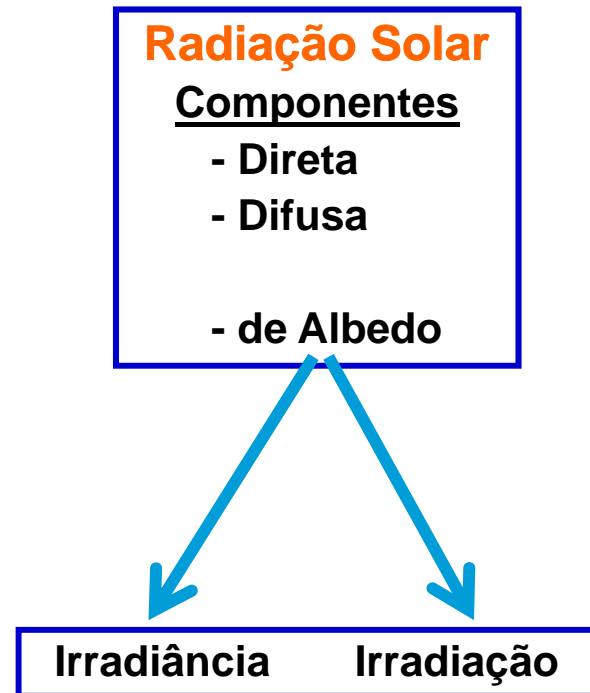 Radiação Solar
Componentes
- Direta
- Difusa
- de Albedo
Irradiância Irradiação